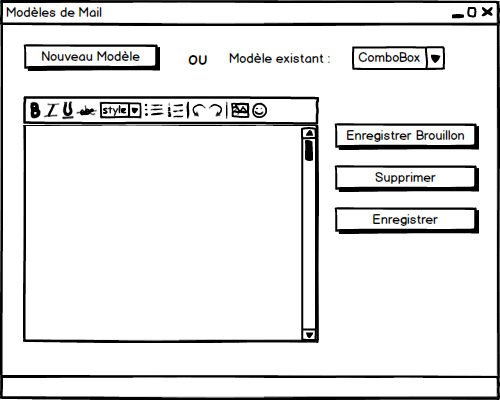 Modèles de Mail
Nouveau Modèle
OU
Modèle existant :
ComboBox
B I U abc style
Enregistrer Brouillon
Supprimer
Enregistrer